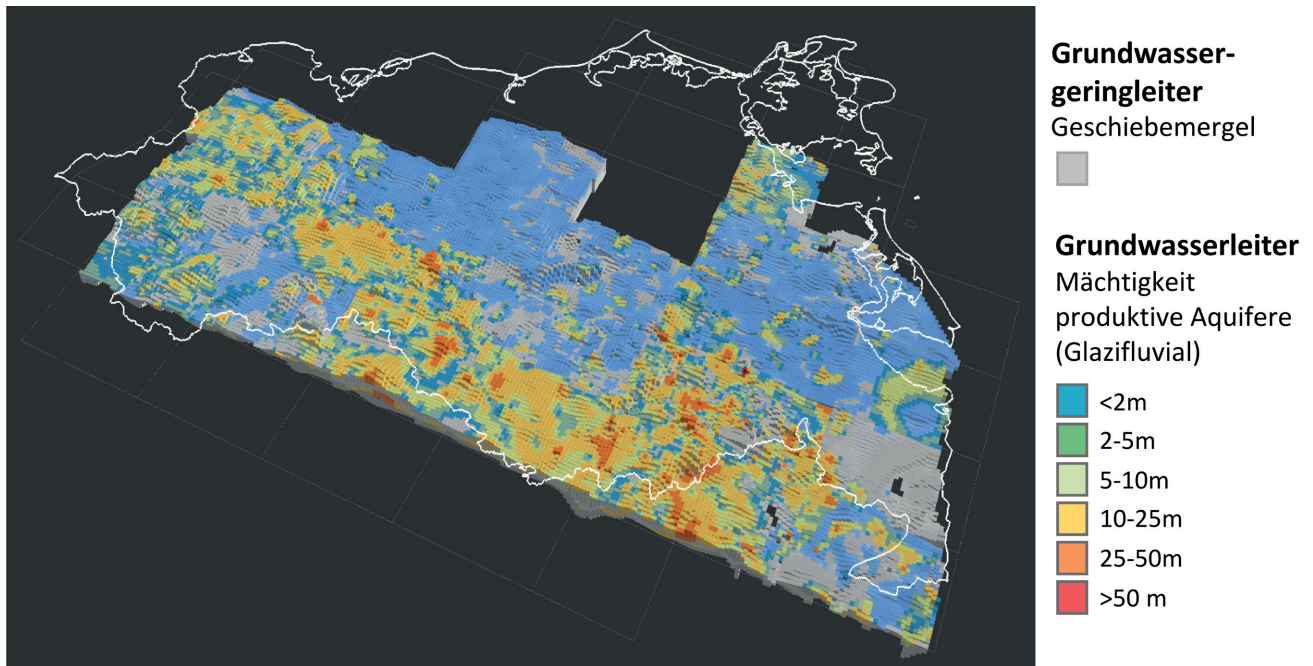 Grundwasser-
geringleiter
Geschiebemergel
Grundwasserleiter
Mächtigkeit
produktive Aquifere
(Glazifluvial)
<2m
2-5m
5-10m
10-25m
25-50m
>50 m